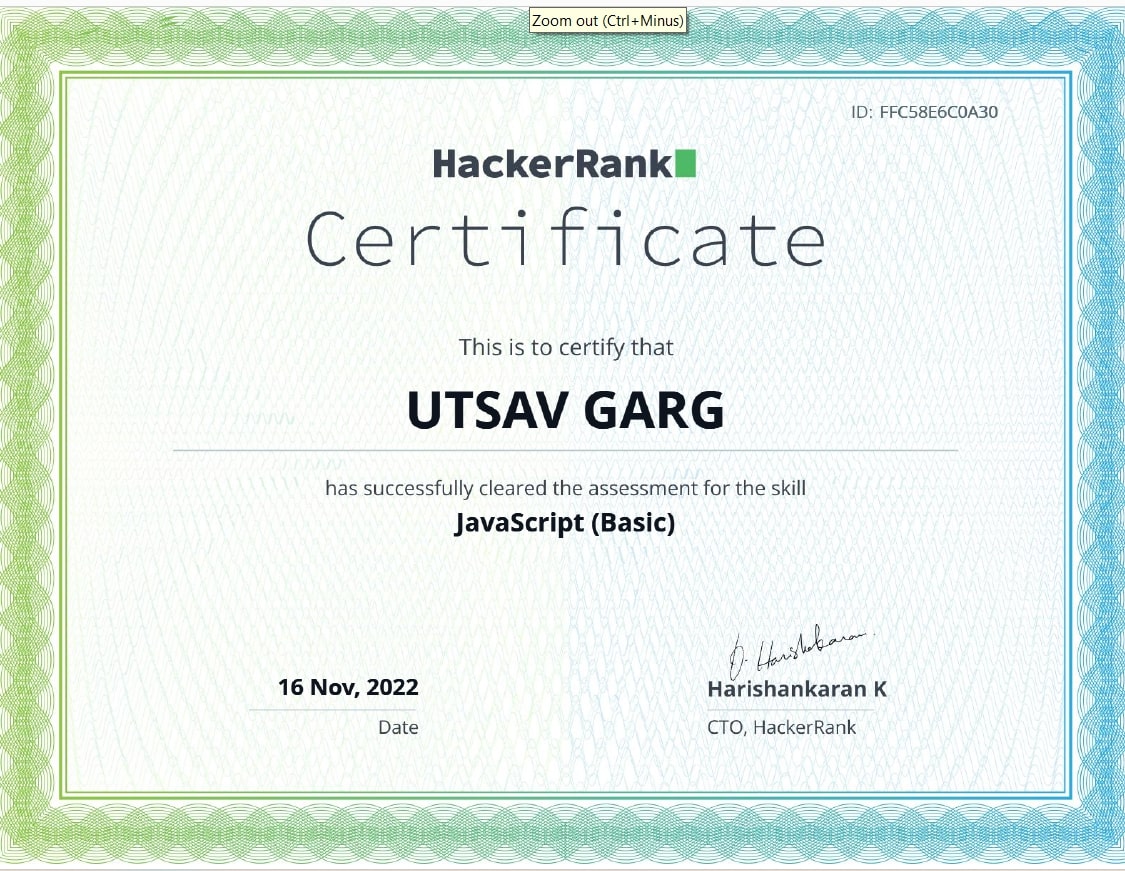 Zoom out (Ctrl+Minus)
ID: FFC58E6C0A30
HackerRank
Certificate
This is to certify that
UTSAV GARG
has successfully cleared the assessment for the skill
JavaScript (Basic)
16 Nov, 2022
Date
Harishankaran K
CTO, HackerRank